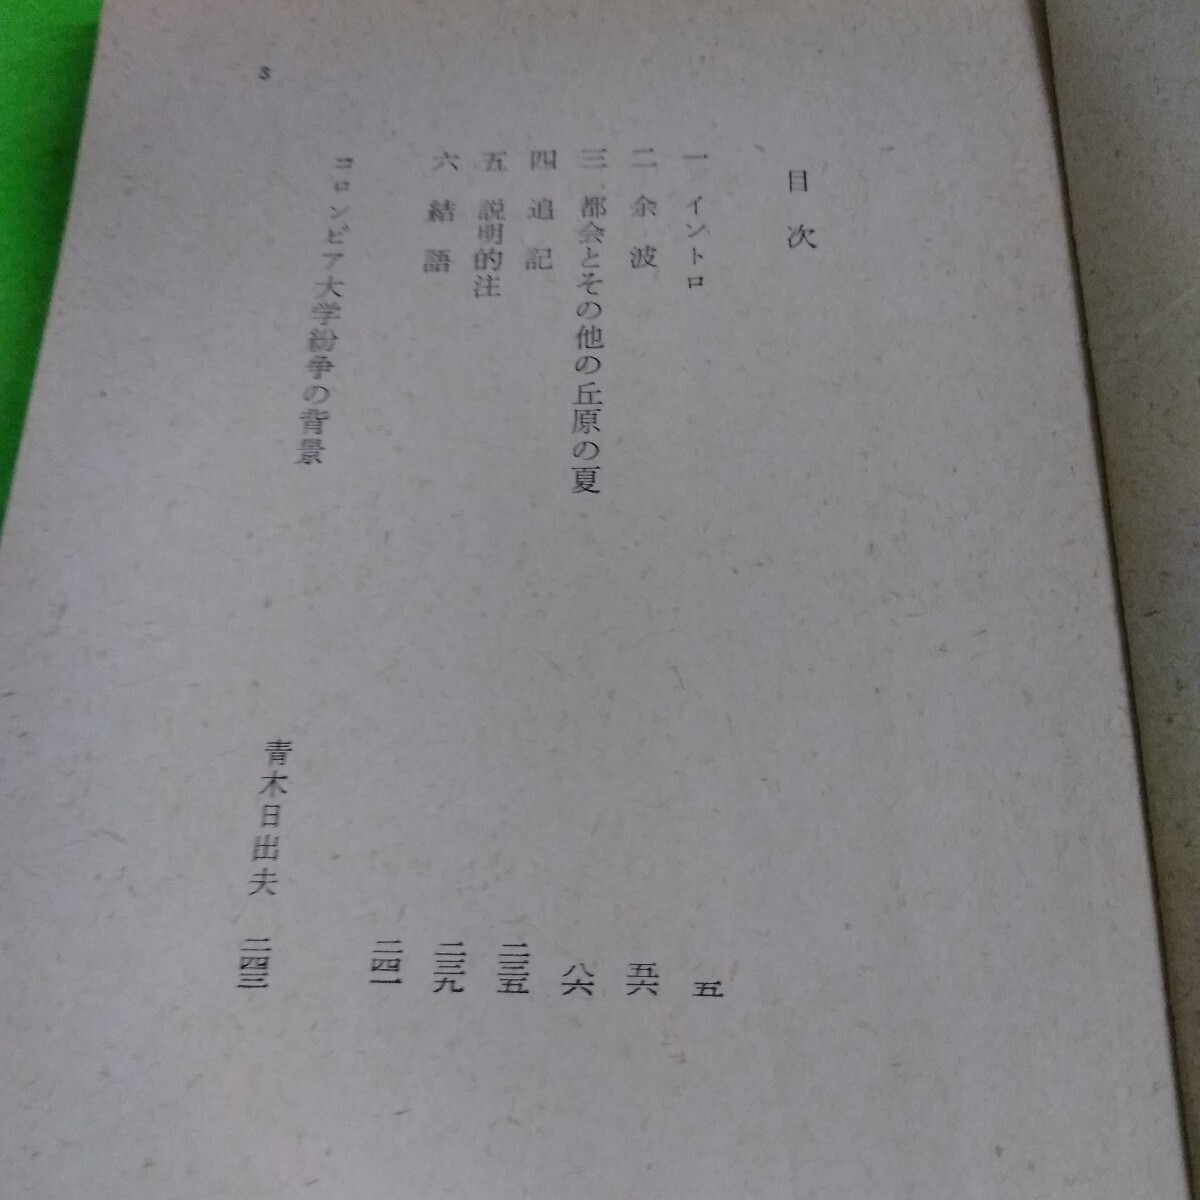 目次
一 イントロ 五
二 余波 五六
三 都会とその他の丘原の夏 八六
四 追記 二三五
五 説明的注 二三九
六 結語 二四一
コロンビア大学紛争の背景
青木日出夫 二四三
3